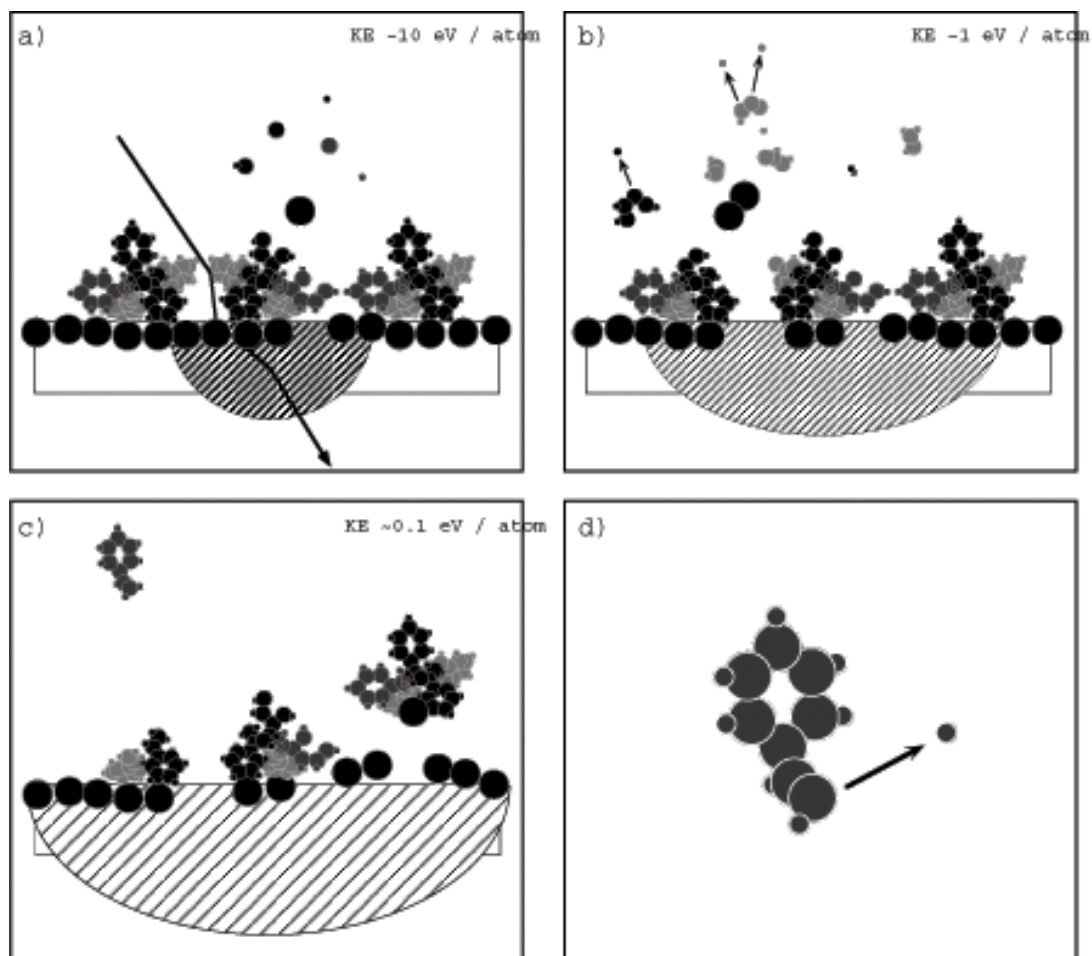 a) KE ~10 eV / atom
b) KE ~1 eV / atom
c) KE ~0.1 eV / atom
d)